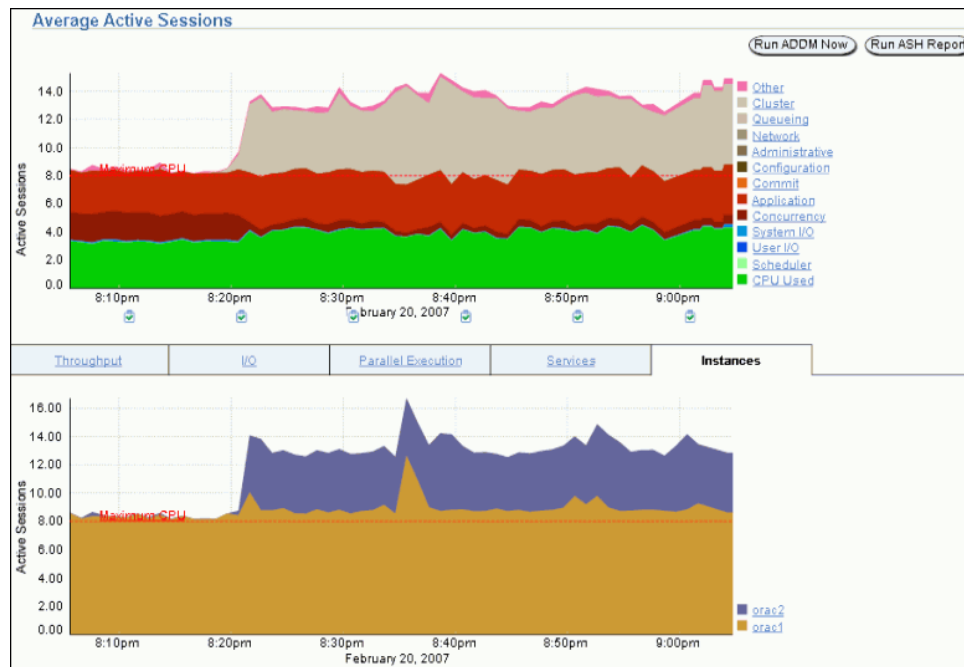 Average Active Sessions
Run ADDM Now
Run ASH Report
Active Sessions
14.0
12.0
10.0
8.0
6.0
4.0
2.0
0.0
Maximum CPU
8:10pm
8:20pm
8:30pm
8:40pm
8:50pm
9:00pm
February 20, 2007
Other
Cluster
Queueing
Network
Administrative
Configuration
Commit
Application
Concurrency
System I/O
User I/O
Scheduler
CPU Used
Throughput
I/O
Parallel Execution
Services
Instances
Active Sessions
16.00
14.00
12.00
10.00
8.00
6.00
4.00
2.00
0.00
Maximum CPU
8:10pm
8:20pm
8:30pm
8:40pm
8:50pm
9:00pm
February 20, 2007
orac2
orac1